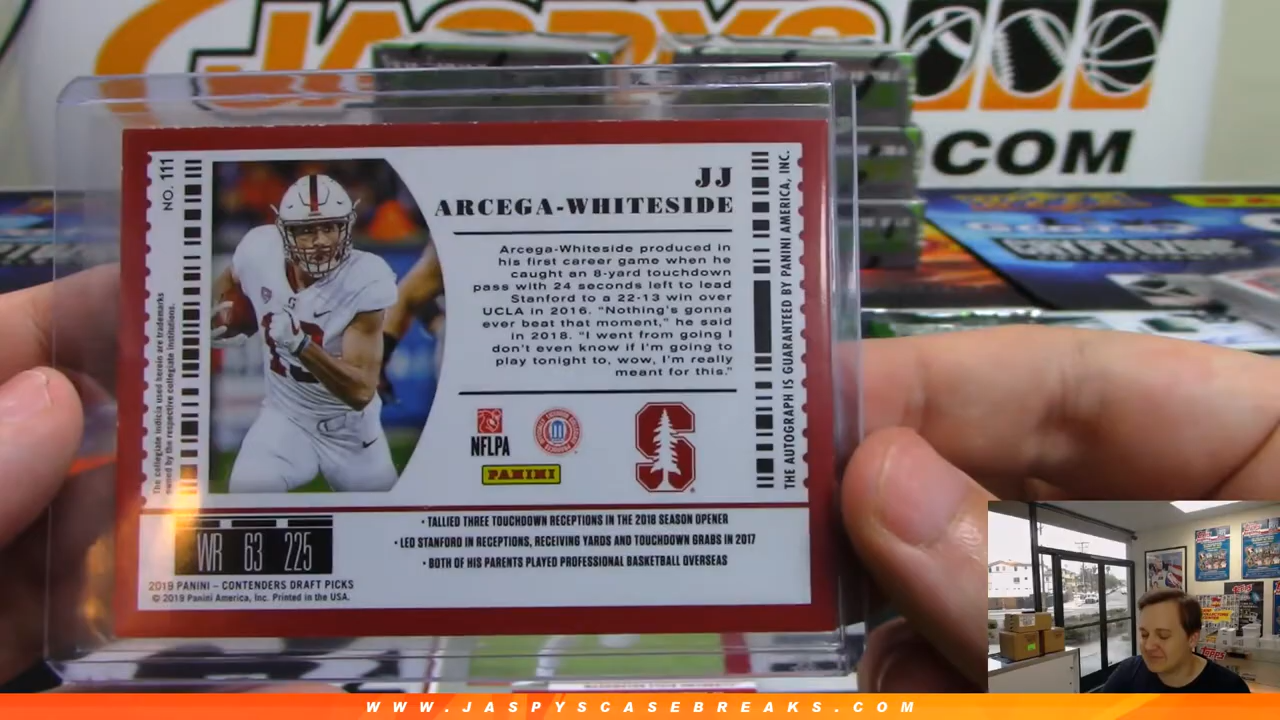 JASPYS
.COM
NO. 111
The collegiate indicia used herein are trademarks
owned by the respective collegiate institutions.
JJ
ARCEGA-WHITESIDE
Arcega-Whiteside produced in
his first career game when he
caught an 8-yard touchdown
pass with 24 seconds left to lead
Stanford to a 22-13 win over
UCLA in 2016. "Nothing's gonna
ever beat that moment," he said
in 2018. "I went from going I
don't even know if I'm going to
play tonight to, wow, I'm really
meant for this."
NFLPA
PANINI
S
THE AUTOGRAPH IS GUARANTEED BY PANINI AMERICA, INC.
• TALLIED THREE TOUCHDOWN RECEPTIONS IN THE 2018 SEASON OPENER
• LED STANFORD IN RECEPTIONS, RECEIVING YARDS AND TOUCHDOWN GRABS IN 2017
• BOTH OF HIS PARENTS PLAYED PROFESSIONAL BASKETBALL OVERSEAS
WR 63 225
2019 PANINI – CONTENDERS DRAFT PICKS
© 2019 Panini America, Inc. Printed in the USA.
Topps
WWW.JASPYSCASEBREAKS.COM